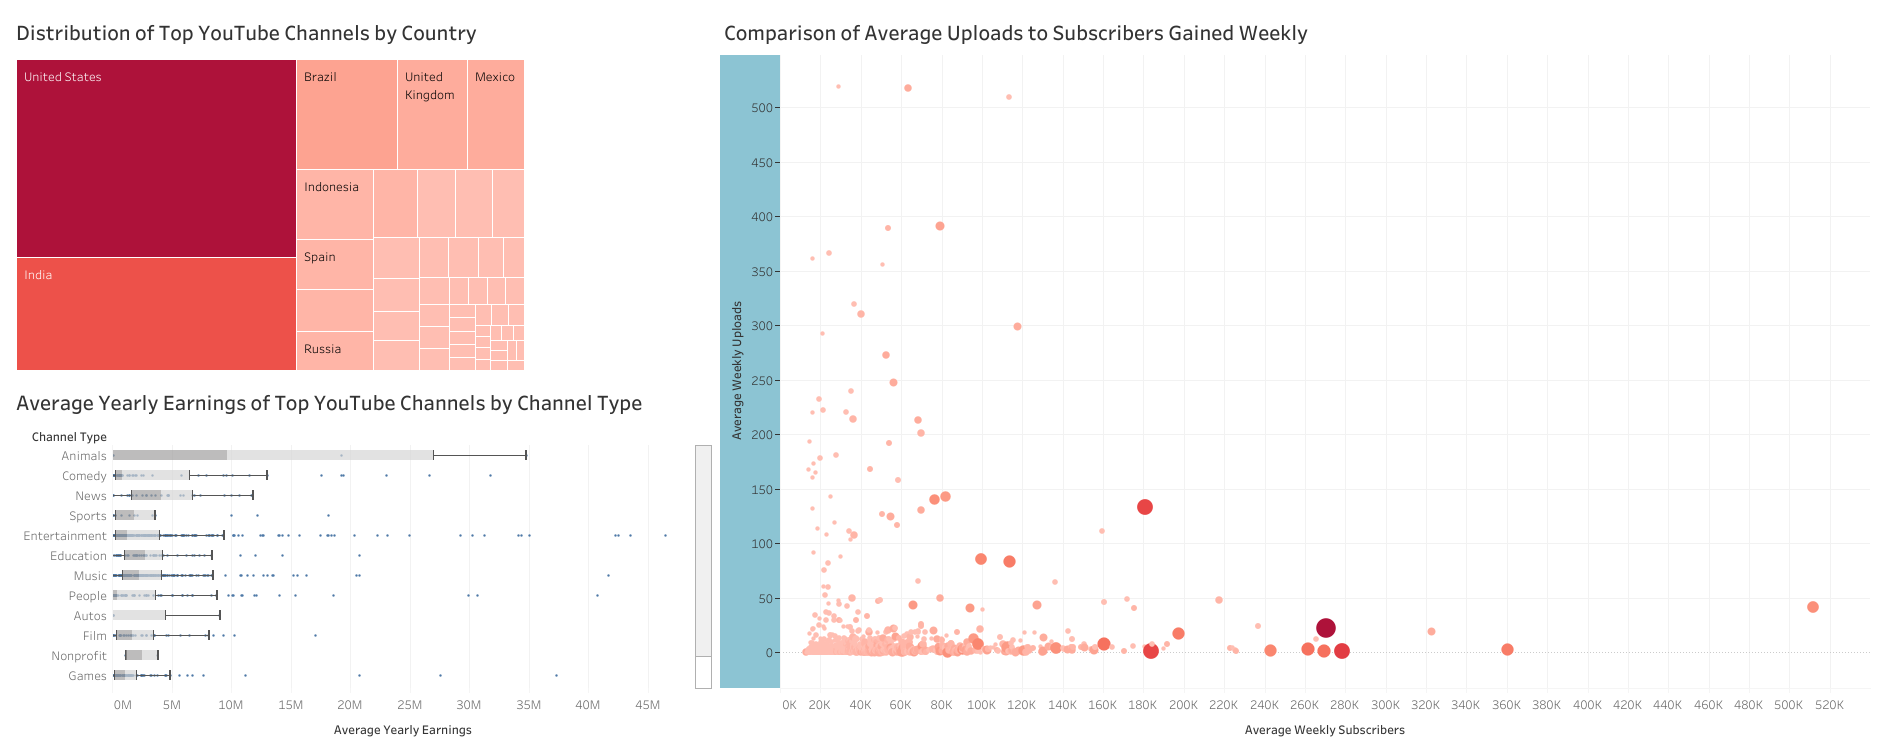 Distribution of Top YouTube Channels by Country
United States
India
Brazil
United
Kingdom
Mexico
Indonesia
Spain
Russia
Average Yearly Earnings of Top YouTube Channels by Channel Type
Channel Type
Animals
Comedy
News
Sports
Entertainment
Education
Music
People
Autos
Film
Nonprofit
Games
0M 5M 10M 15M 20M 25M 30M 35M 40M 45M
Average Yearly Earnings
Comparison of Average Uploads to Subscribers Gained Weekly
Average Weekly Uploads
500
450
400
350
300
250
200
150
100
50
0
0K 20K 40K 60K 80K 100K 120K 140K 160K 180K 200K 220K 240K 260K 280K 300K 320K 340K 360K 380K 400K 420K 440K 460K 480K 500K 520K
Average Weekly Subscribers